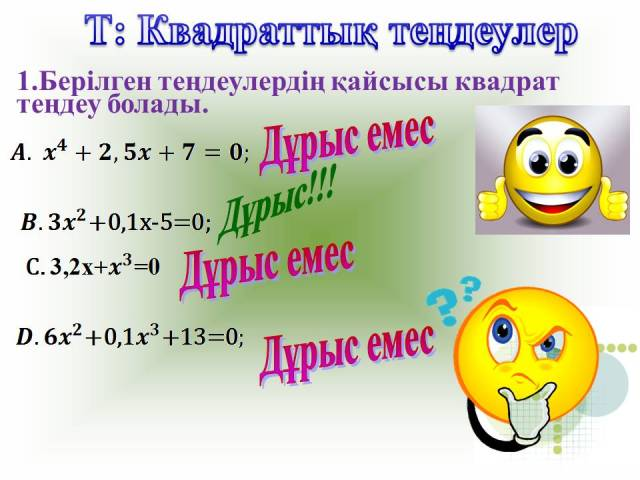 Т: Квадраттық теңдеулер
1.Берілген теңдеулердің қайсысы квадрат
теңдеу болады.
A. x⁴ + 2, 5x + 7 = 0; Дұрыс емес
B. 3x²+0,1x-5=0; Дұрыс!!!
C. 3,2x+x³=0 Дұрыс емес
D. 6x²+0,1x³+13=0; Дұрыс емес
??